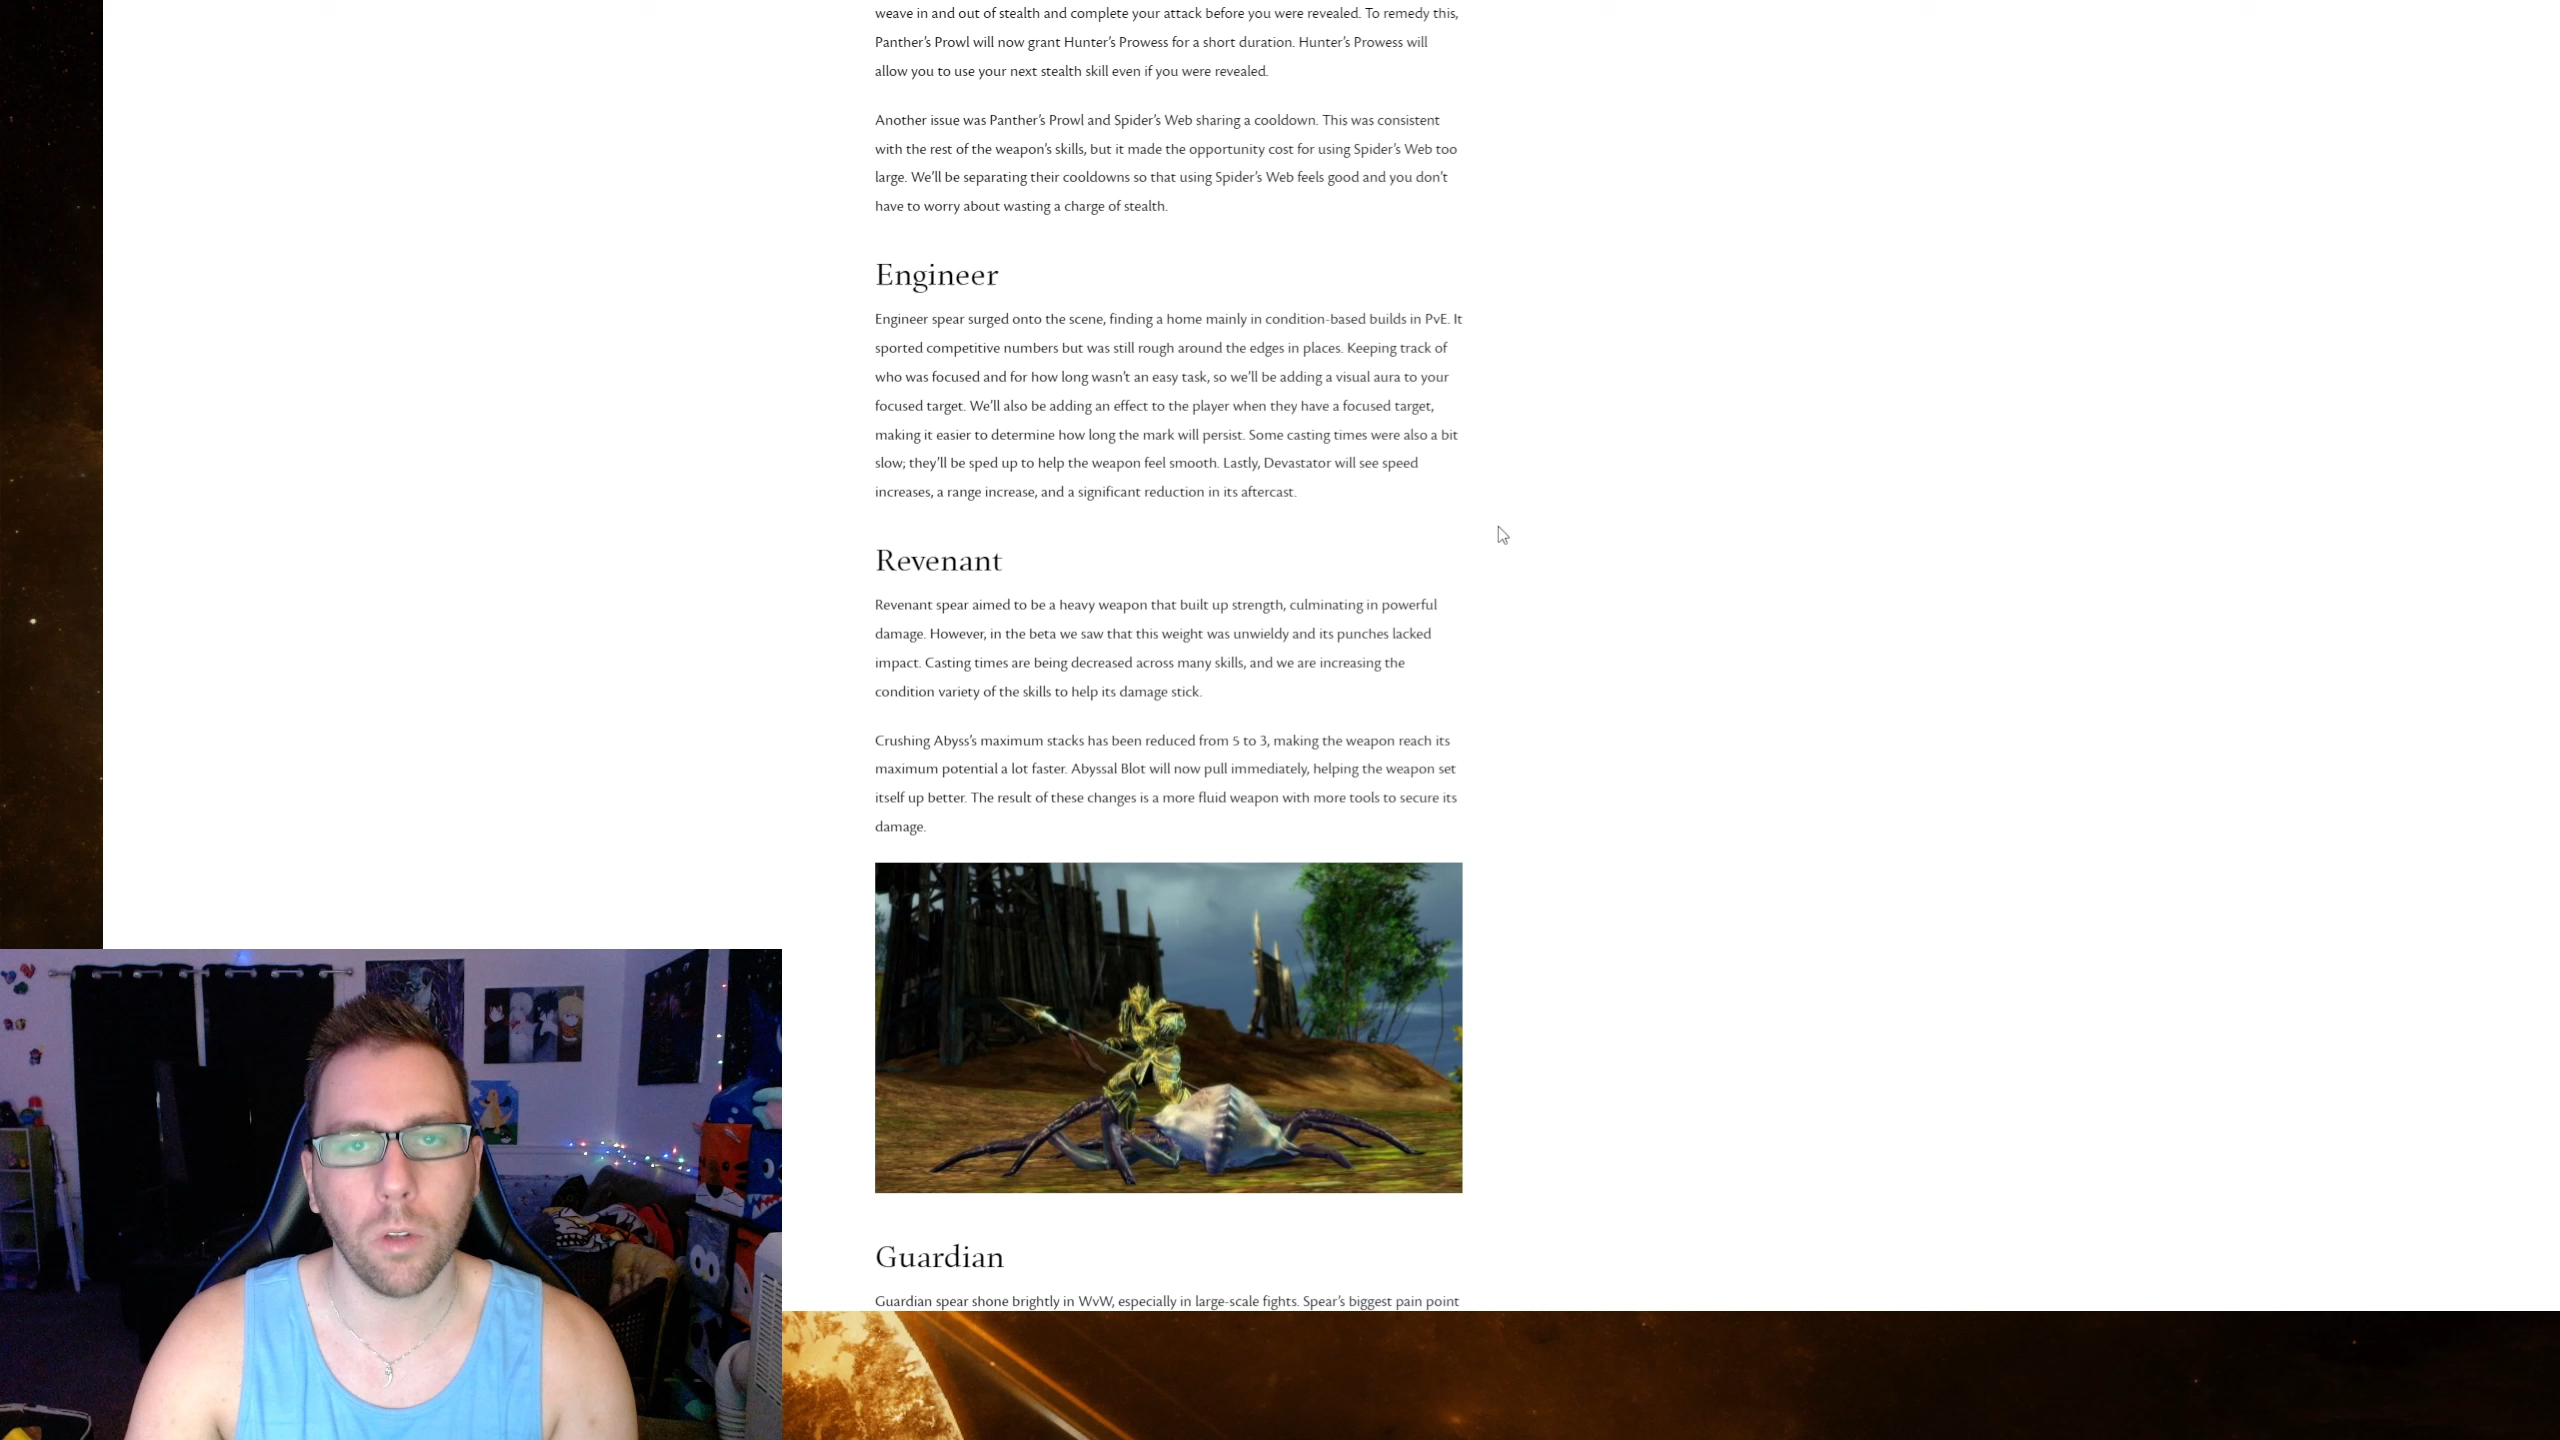 weave in and out of stealth and complete your attack before you were revealed. To remedy this,
Panther’s Prowl will now grant Hunter’s Prowess for a short duration. Hunter’s Prowess will
allow you to use your next stealth skill even if you were revealed.
Another issue was Panther’s Prowl and Spider’s Web sharing a cooldown. This was consistent
with the rest of the weapon’s skills, but it made the opportunity cost for using Spider’s Web too
large. We’ll be separating their cooldowns so that using Spider’s Web feels good and you don’t
have to worry about wasting a charge of stealth.
Engineer
Engineer spear surged onto the scene, finding a home mainly in condition-based builds in PvE. It
sported competitive numbers but was still rough around the edges in places. Keeping track of
who was focused and for how long wasn’t an easy task, so we’ll be adding a visual aura to your
focused target. We’ll also be adding an effect to the player when they have a focused target,
making it easier to determine how long the mark will persist. Some casting times were also a bit
slow; they’ll be sped up to help the weapon feel smooth. Lastly, Devastator will see speed
increases, a range increase, and a significant reduction in its aftercast.
Revenant
Revenant spear aimed to be a heavy weapon that built up strength, culminating in powerful
damage. However, in the beta we saw that this weight was unwieldy and its punches lacked
impact. Casting times are being decreased across many skills, and we are increasing the
condition variety of the skills to help its damage stick.
Crushing Abyss’s maximum stacks has been reduced from 5 to 3, making the weapon reach its
maximum potential a lot faster. Abyssal Blot will now pull immediately, helping the weapon set
itself up better. The result of these changes is a more fluid weapon with more tools to secure its
damage.
Guardian
Guardian spear shone brightly in WvW, especially in large-scale fights. Spear’s biggest pain point